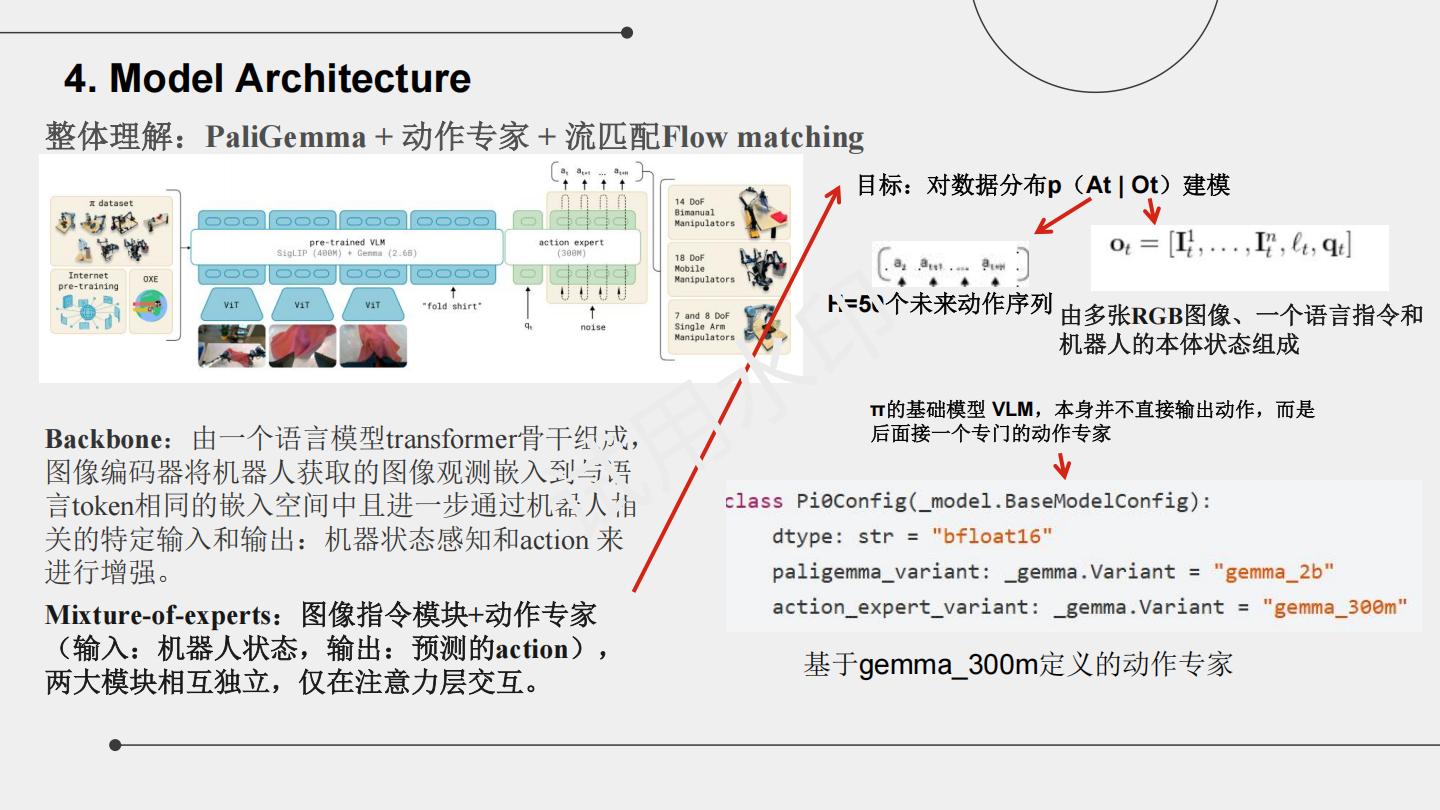 4. Model Architecture
整体理解：PaliGemma + 动作专家 + 流匹配Flow matching
π dataset
Internet
pre-training
OXE
pre-trained VLM
SigLIP (400M) + Gemma (2.6B)
ViT
ViT
ViT
"fold shirt"
action expert
(300M)
qt
noise
at at+1 ... at+H
14 DoF
Bimanual
Manipulators
18 DoF
Mobile
Manipulators
7 and 8 DoF
Single Arm
Manipulators
目标：对数据分布p（At | Ot）建模
at+1 .... at+H
H=50个未来动作序列
o_t = [I_t^1, . . . , I_t^n, ℓ_t, q_t]
由多张RGB图像、一个语言指令和
机器人的本体状态组成
Backbone：由一个语言模型transformer骨干组成，
图像编码器将机器人获取的图像观测嵌入到与语
言token相同的嵌入空间中且进一步通过机器人相
关的特定输入和输出：机器状态感知和action 来
进行增强。
Mixture-of-experts：图像指令模块+动作专家
（输入：机器人状态，输出：预测的action），
两大模块相互独立，仅在注意力层交互。
π的基础模型 VLM，本身并不直接输出动作，而是
后面接一个专门的动作专家
class Pi0Config(_model.BaseModelConfig):
dtype: str = "bfloat16"
paligemma_variant: _gemma.Variant = "gemma_2b"
action_expert_variant: _gemma.Variant = "gemma_300m"
基于gemma_300m定义的动作专家
试用水印